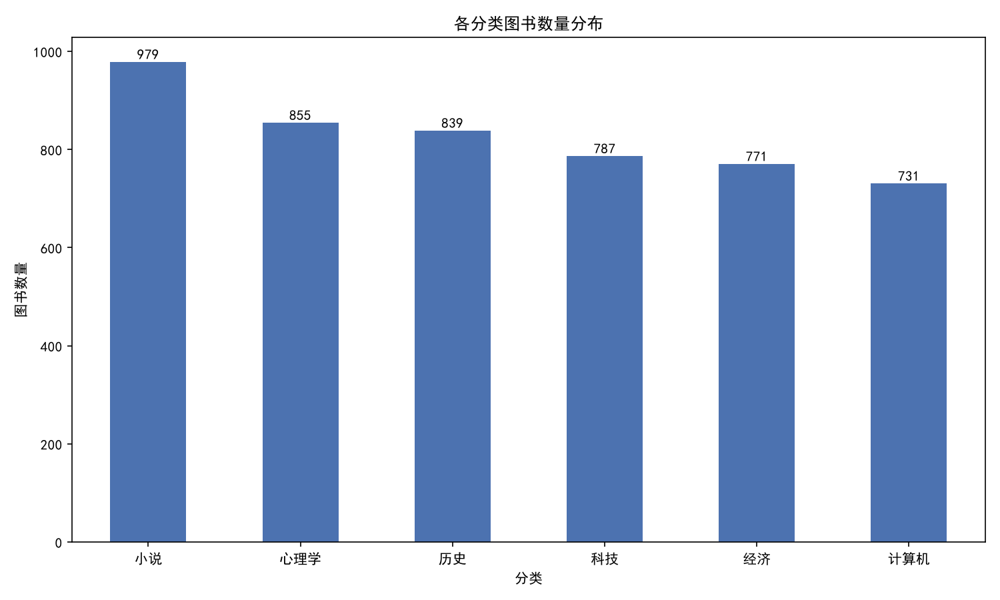 各分类图书数量分布
图书数量
1000
800
600
400
200
0
979
855
839
787
771
731
小说
心理学
历史
科技
经济
计算机
分类